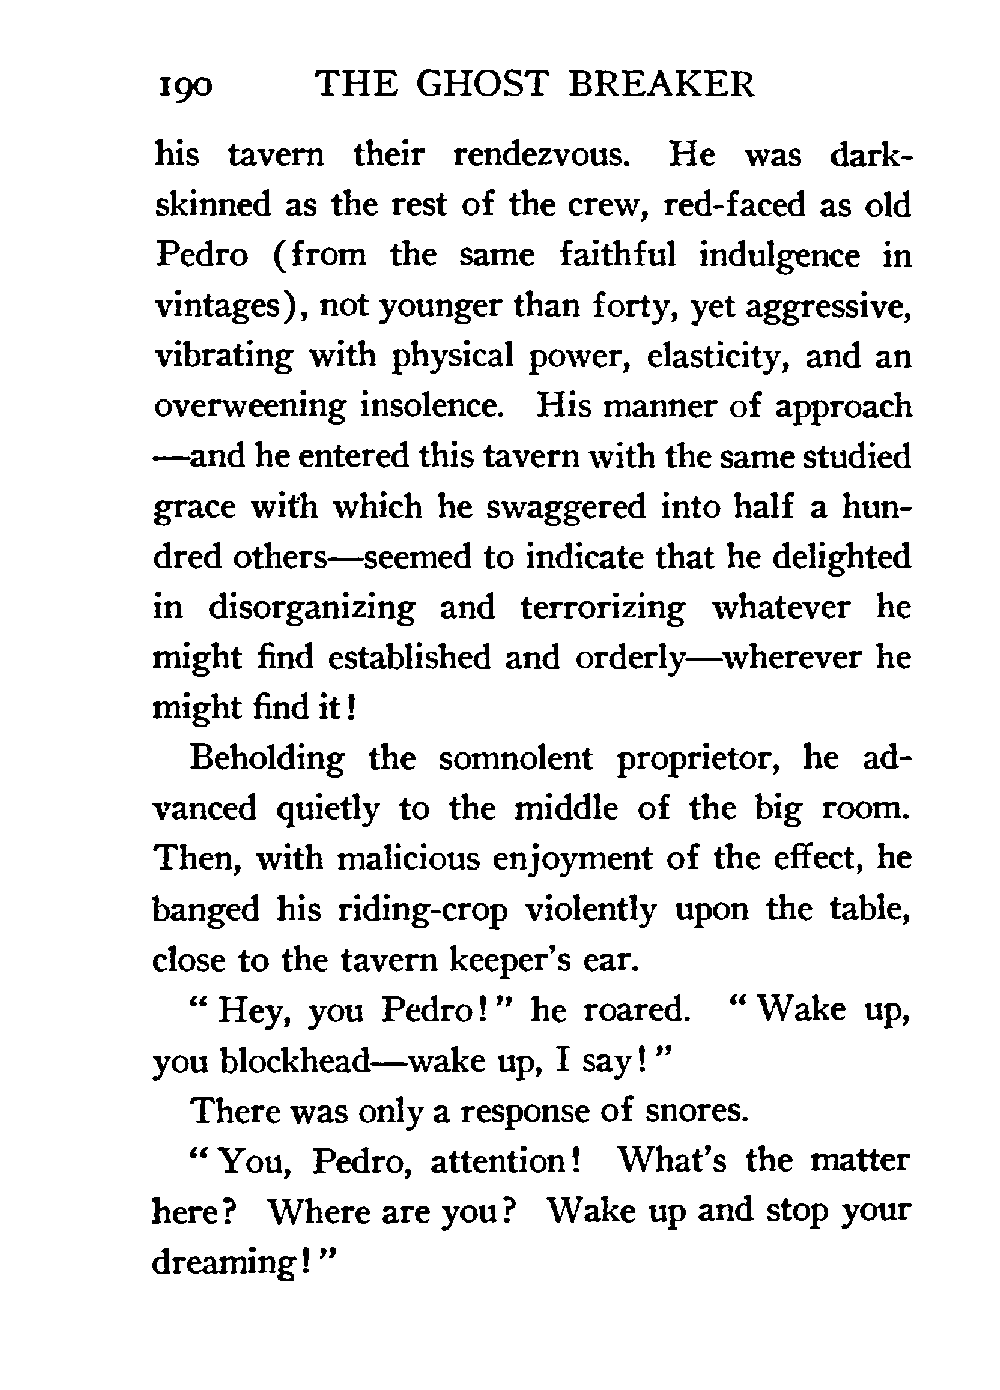 190 THE GHOST BREAKER
his tavern their rendezvous. He was dark-
skinned as the rest of the crew, red-faced as old
Pedro (from the same faithful indulgence in
vintages), not younger than forty, yet aggressive,
vibrating with physical power, elasticity, and an
overweening insolence. His manner of approach
—and he entered this tavern with the same studied
grace with which he swaggered into half a hun-
dred others—seemed to indicate that he delighted
in disorganizing and terrorizing whatever he
might find established and orderly—wherever he
might find it!
Beholding the somnolent proprietor, he ad-
vanced quietly to the middle of the big room.
Then, with malicious enjoyment of the effect, he
banged his riding-crop violently upon the table,
close to the tavern keeper's ear.
“ Hey, you Pedro! ” he roared. “ Wake up,
you blockhead—wake up, I say! ”
There was only a response of snores.
“ You, Pedro, attention! What's the matter
here? Where are you? Wake up and stop your
dreaming! ”